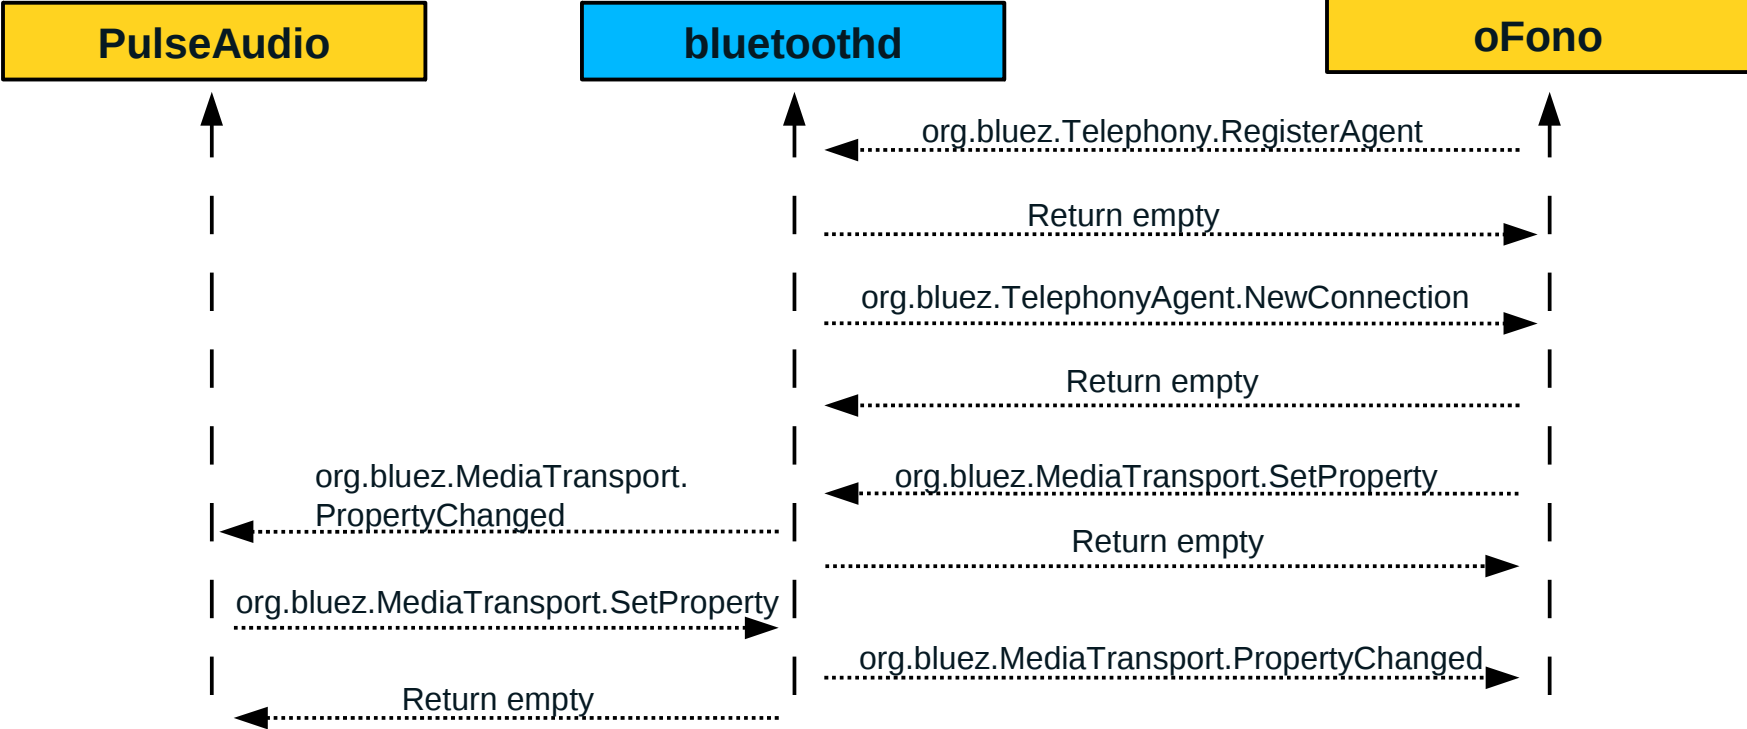 PulseAudio
bluetoothd
oFono
org.bluez.Telephony.RegisterAgent
Return empty
org.bluez.TelephonyAgent.NewConnection
Return empty
org.bluez.MediaTransport.
PropertyChanged
org.bluez.MediaTransport.SetProperty
Return empty
org.bluez.MediaTransport.SetProperty
org.bluez.MediaTransport.PropertyChanged
Return empty